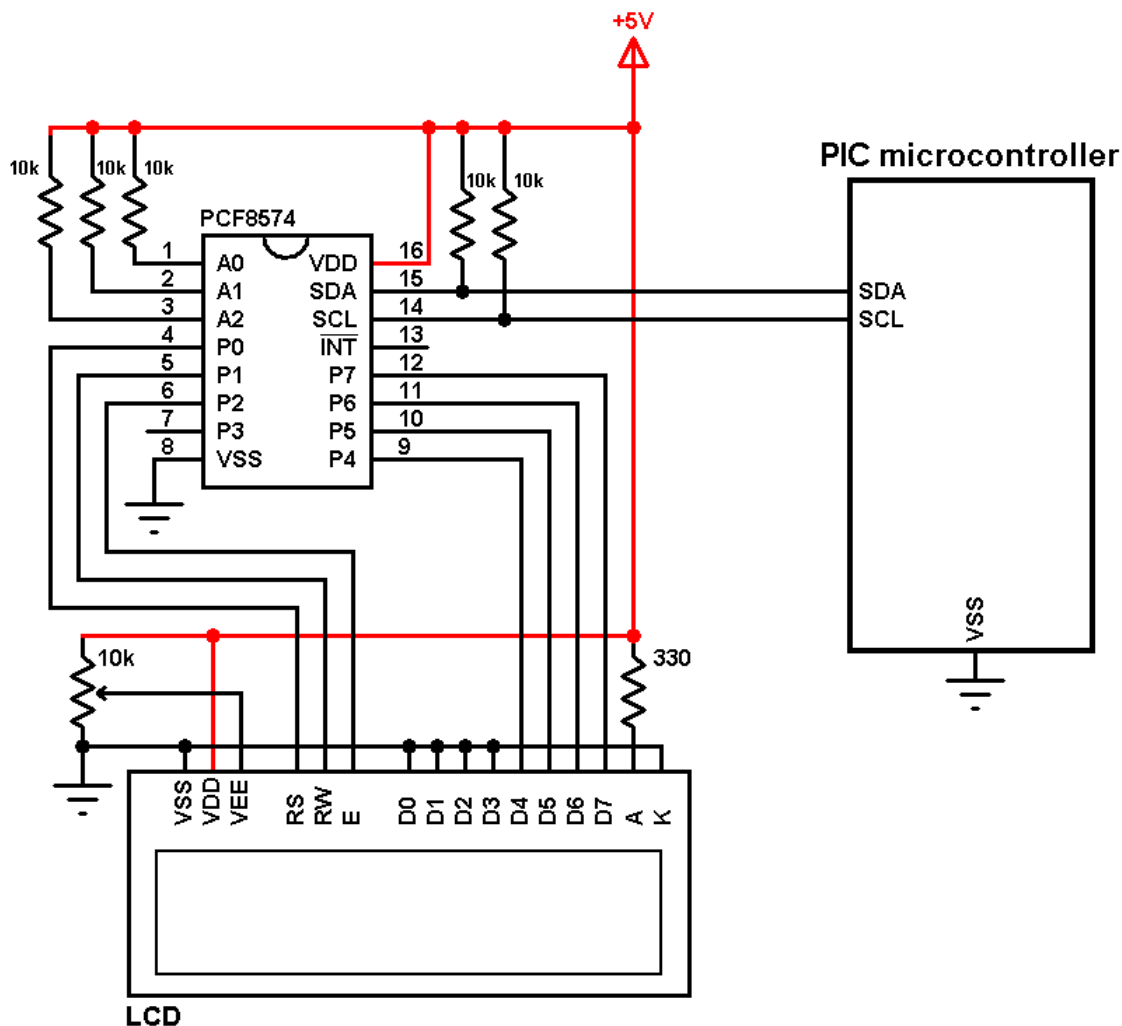 +5V
10k 10k 10k 10k 10k
PIC microcontroller
PCF8574
1 A0 VDD 16
2 A1 SDA 15 SDA
3 A2 SCL 14 SCL
4 P0 INT 13
5 P1 P7 12
6 P2 P6 11
7 P3 P5 10
8 VSS P4 9
VSS
10k 330
VSS VDD VEE RS RW E D0 D1 D2 D3 D4 D5 D6 D7 A K
LCD